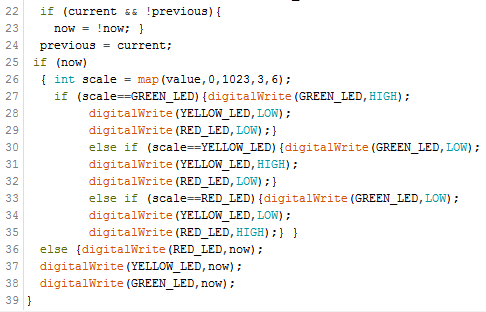 22 if (current && !previous){
23 now = !now; }
24 previous = current;
25 if (now)
26 { int scale = map(value,0,1023,3,6);
27 if (scale==GREEN_LED){digitalWrite(GREEN_LED,HIGH);
28 digitalWrite(YELLOW_LED,LOW);
29 digitalWrite(RED_LED,LOW);}
30 else if (scale==YELLOW_LED){digitalWrite(GREEN_LED,LOW);
31 digitalWrite(YELLOW_LED,HIGH);
32 digitalWrite(RED_LED,LOW);}
33 else if (scale==RED_LED){digitalWrite(GREEN_LED,LOW);
34 digitalWrite(YELLOW_LED,LOW);
35 digitalWrite(RED_LED,HIGH);} }
36 else {digitalWrite(RED_LED,now);
37 digitalWrite(YELLOW_LED,now);
38 digitalWrite(GREEN_LED,now);
39 }